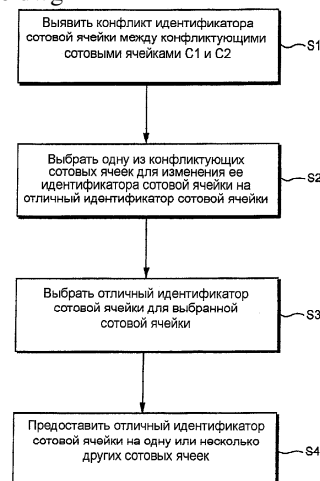 Выявить конфликт идентификатора
сотовой ячейки между конфликтующими
сотовыми ячейками C1 и C2
S1
Выбрать одну из конфликтующих
сотовых ячеек для изменения ее
идентификатора сотовой ячейки на
отличный идентификатор сотовой ячейки
S2
Выбрать отличный идентификатор
сотовой ячейки для выбранной
сотовой ячейки
S3
Предоставить отличный идентификатор
сотовой ячейки на одну или несколько
других сотовых ячеек
S4